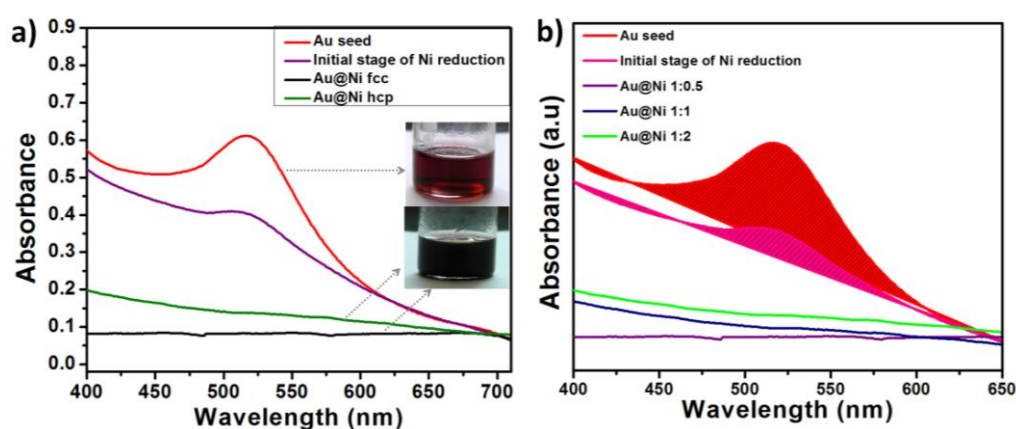 a)
Absorbance
0.9
0.8
0.7
0.6
0.5
0.4
0.3
0.2
0.1
0.0
Au seed
Initial stage of Ni reduction
Au@Ni fcc
Au@Ni hcp
400 450 500 550 600 650 700
Wavelength (nm)
b)
Absorbance (a.u)
Au seed
Initial stage of Ni reduction
Au@Ni 1:0.5
Au@Ni 1:1
Au@Ni 1:2
400 450 500 550 600 650
Wavelength (nm)